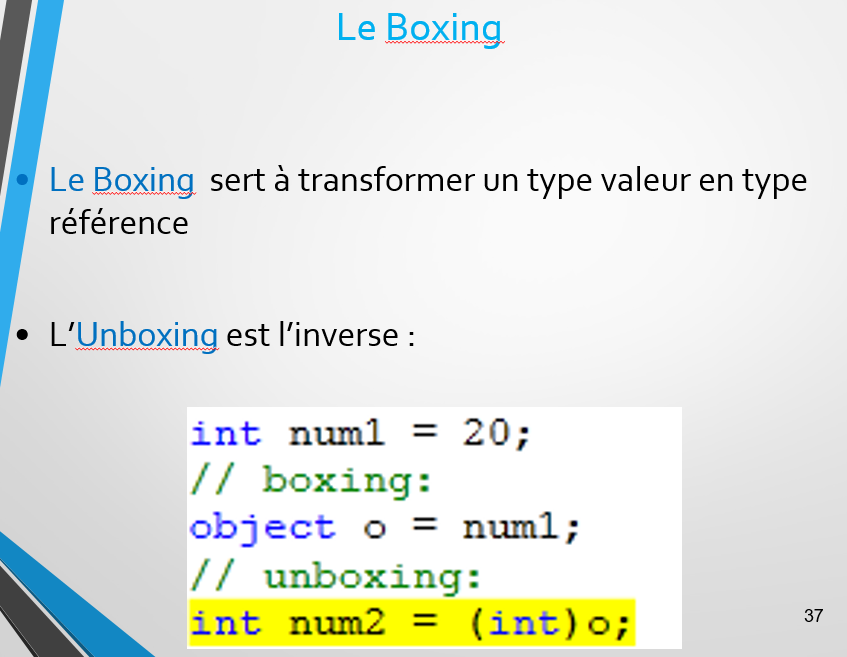 Le Boxing
• Le Boxing sert à transformer un type valeur en type
référence
• L’Unboxing est l’inverse :
int num1 = 20;
// boxing:
object o = num1;
// unboxing:
int num2 = (int)o;
37